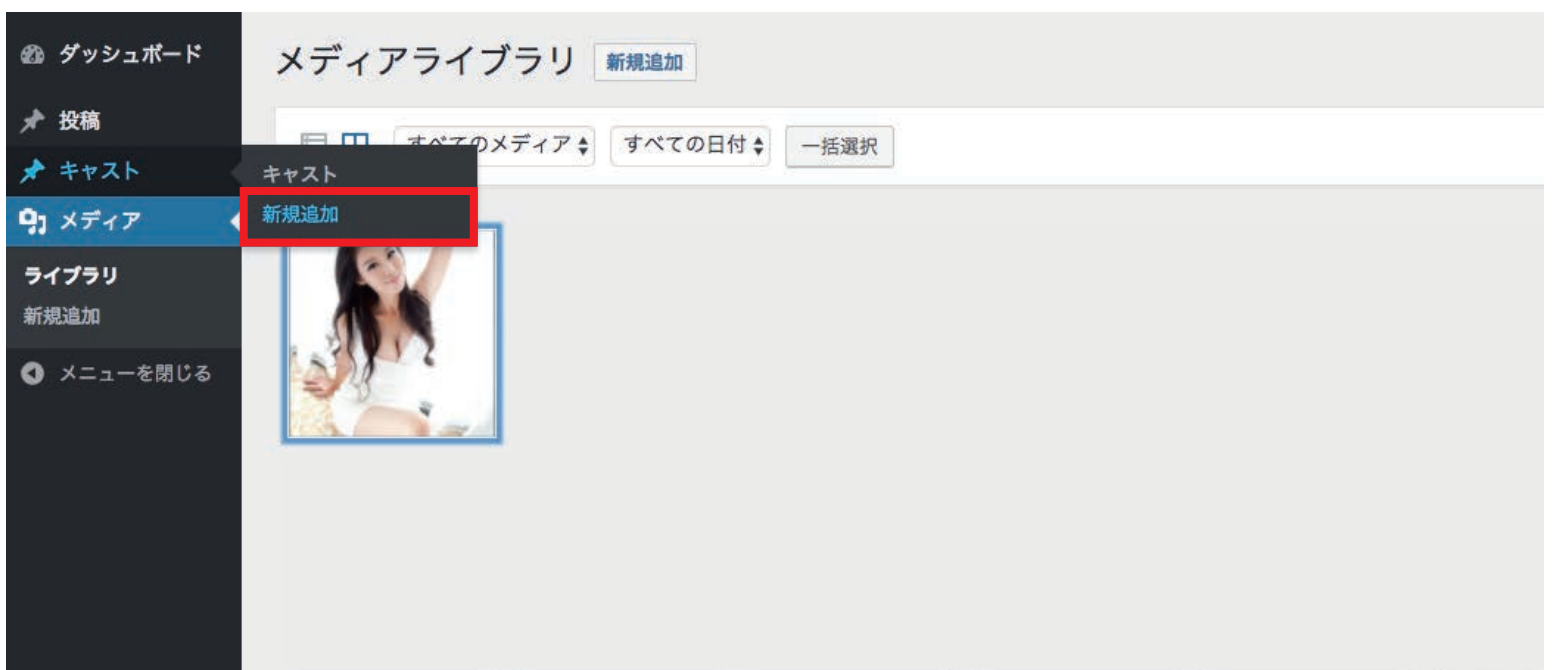 ダッシュボード
投稿
キャスト
メディア
ライブラリ
新規追加
メニューを閉じる
メディアライブラリ 新規追加
すべてのメディア すべての日付 一括選択
キャスト
新規追加